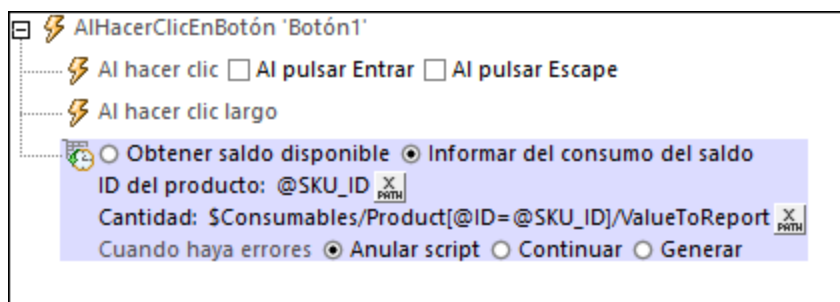 AlHacerClicEnBotón 'Botón1'
Al hacer clic Al pulsar Entrar Al pulsar Escape
Al hacer clic largo
Obtener saldo disponible Informar del consumo del saldo
ID del producto: @SKU_ID X PATH
Cantidad: $Consumables/Product[@ID=@SKU_ID]/ValueToReport X PATH
Cuando haya errores Anular script Continuar Generar